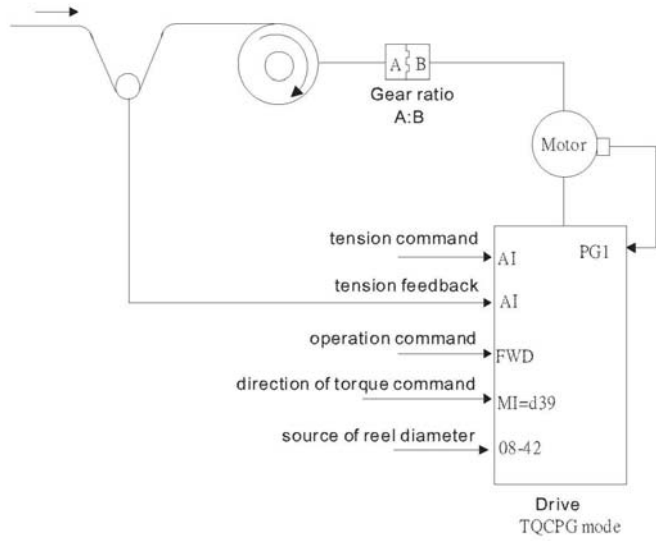 A B
Gear ratio
A:B
Motor
tension command
AI
PG1
tension feedback
AI
operation command
FWD
direction of torque command
MI=d39
source of reel diameter
08-42
Drive
TQCPG mode